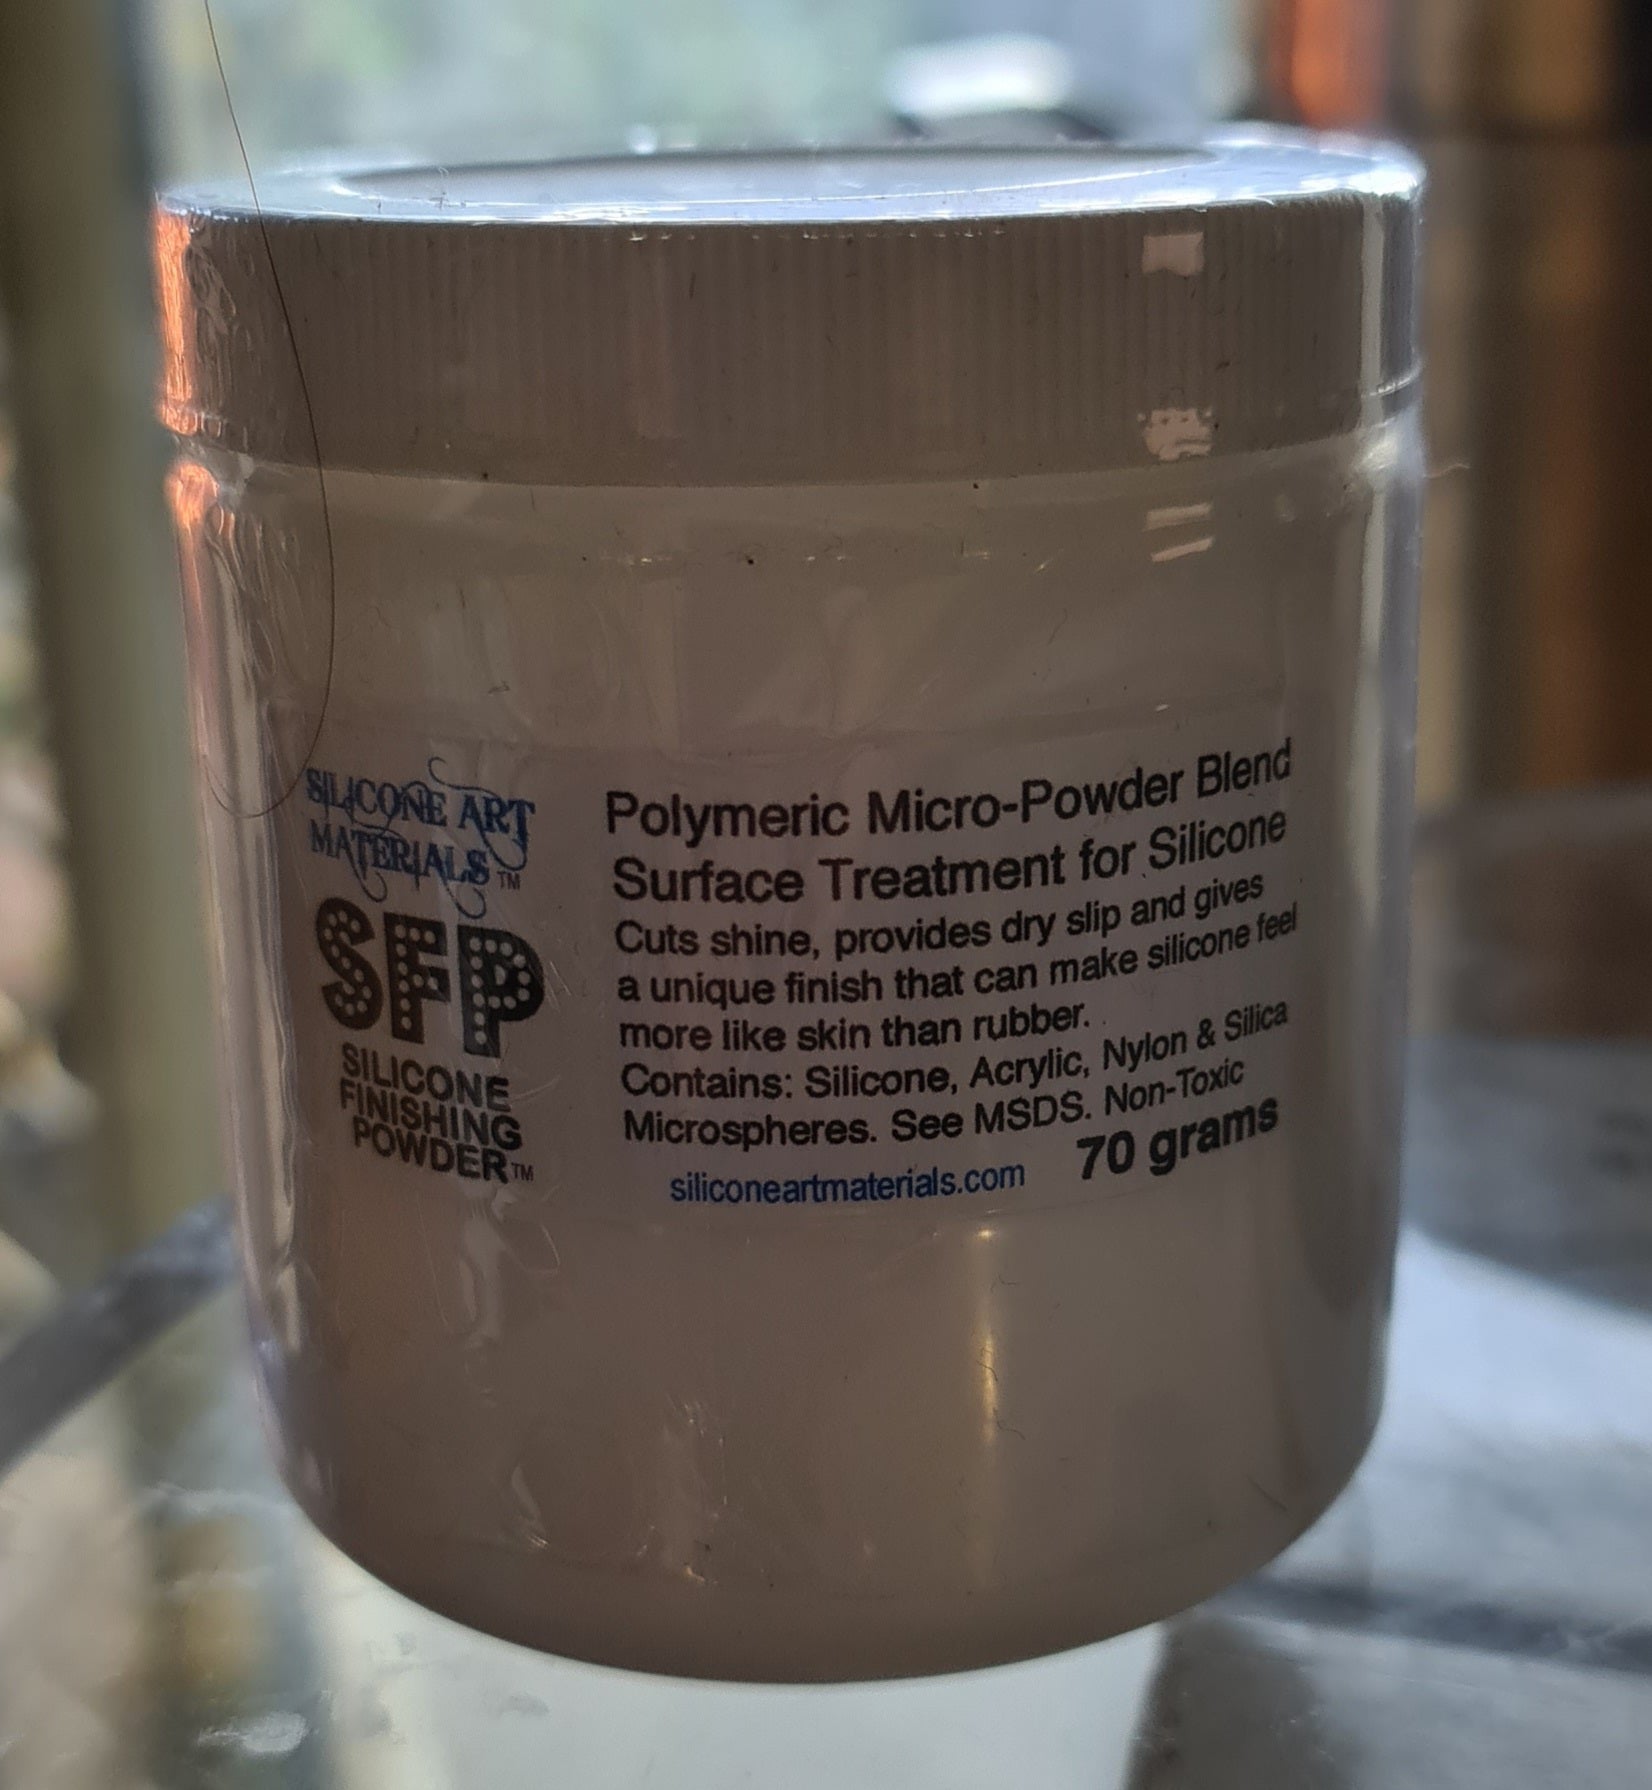 SILICONE ART
MATERIALS™
SFP
SILICONE
FINISHING
POWDER™
Polymeric Micro-Powder Blend
Surface Treatment for Silicone
Cuts shine, provides dry slip and gives
a unique finish that can make silicone feel
more like skin than rubber.
Contains: Silicone, Acrylic, Nylon & Silica
Microspheres. See MSDS. Non-Toxic
siliconeartmaterials.com 70 grams